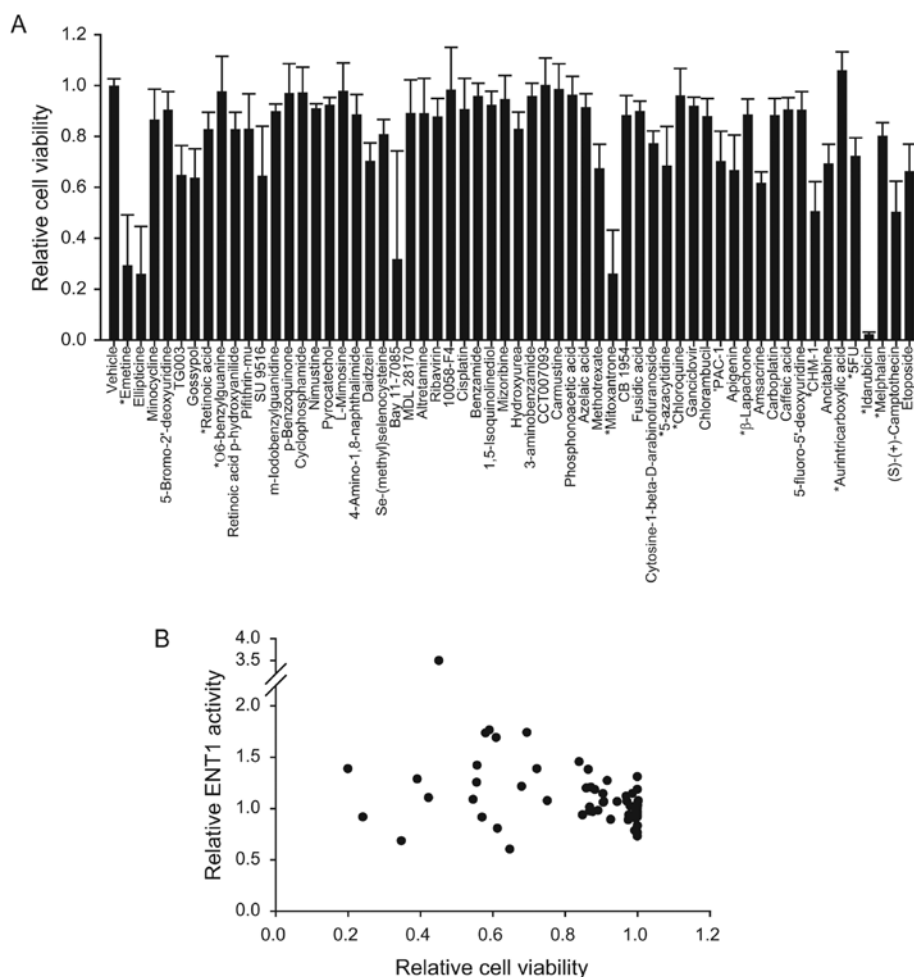 A
1.2
1.0
0.8
0.6
0.4
0.2
0.0
Relative cell viability
Vehicle
*Emetine
Ellipticine
Minocycline
5-Bromo-2'-deoxyuridine
TG003
Gossypol
*Retinoic acid
*O6-benzylguanine
Retinoic acid p-hydroxyanilide
Pifithrin-mu
SU 9516
m-Iodobenzylguanidine
p-Benzoquinone
Cyclophosphamide
Nimustine
Pyrocatechol
L-Mimosine
4-Amino-1,8-naphthalimide
Daidzein
Se-(methyl)selenocysteine
Bay 11-7085
MDL 28170
Altretamine
Ribavirin
10058-F4
Cisplatin
Benzamide
1,5-Isoquinolinediol
Mizoribine
Hydroxyurea
3-aminobenzamide
CCT007093
Carmustine
Phosphonoacetic acid
Azelaic acid
Methotrexate
*Mitoxantrone
CB 1954
Fusidic acid
Cytosine-1-beta-D-arabinofuranoside
*5-azacytidine
*Chloroquine
Ganciclovir
Chlorambucil
*PAC-1
Apigenin
*β-Lapachone
Amsacrine
Carboplatin
Caffeic acid
5-fluoro-5'-deoxyuridine
*CHM-1
Ancitabine
*Aurintricarboxylic acid
*5FU
*Idarubicin
*Melphalan
(S)-(+)-Camptothecin
Etoposide
B
4.0
3.5
2.0
1.5
1.0
0.5
0.0
Relative ENT1 activity
0.0 0.2 0.4 0.6 0.8 1.0 1.2
Relative cell viability